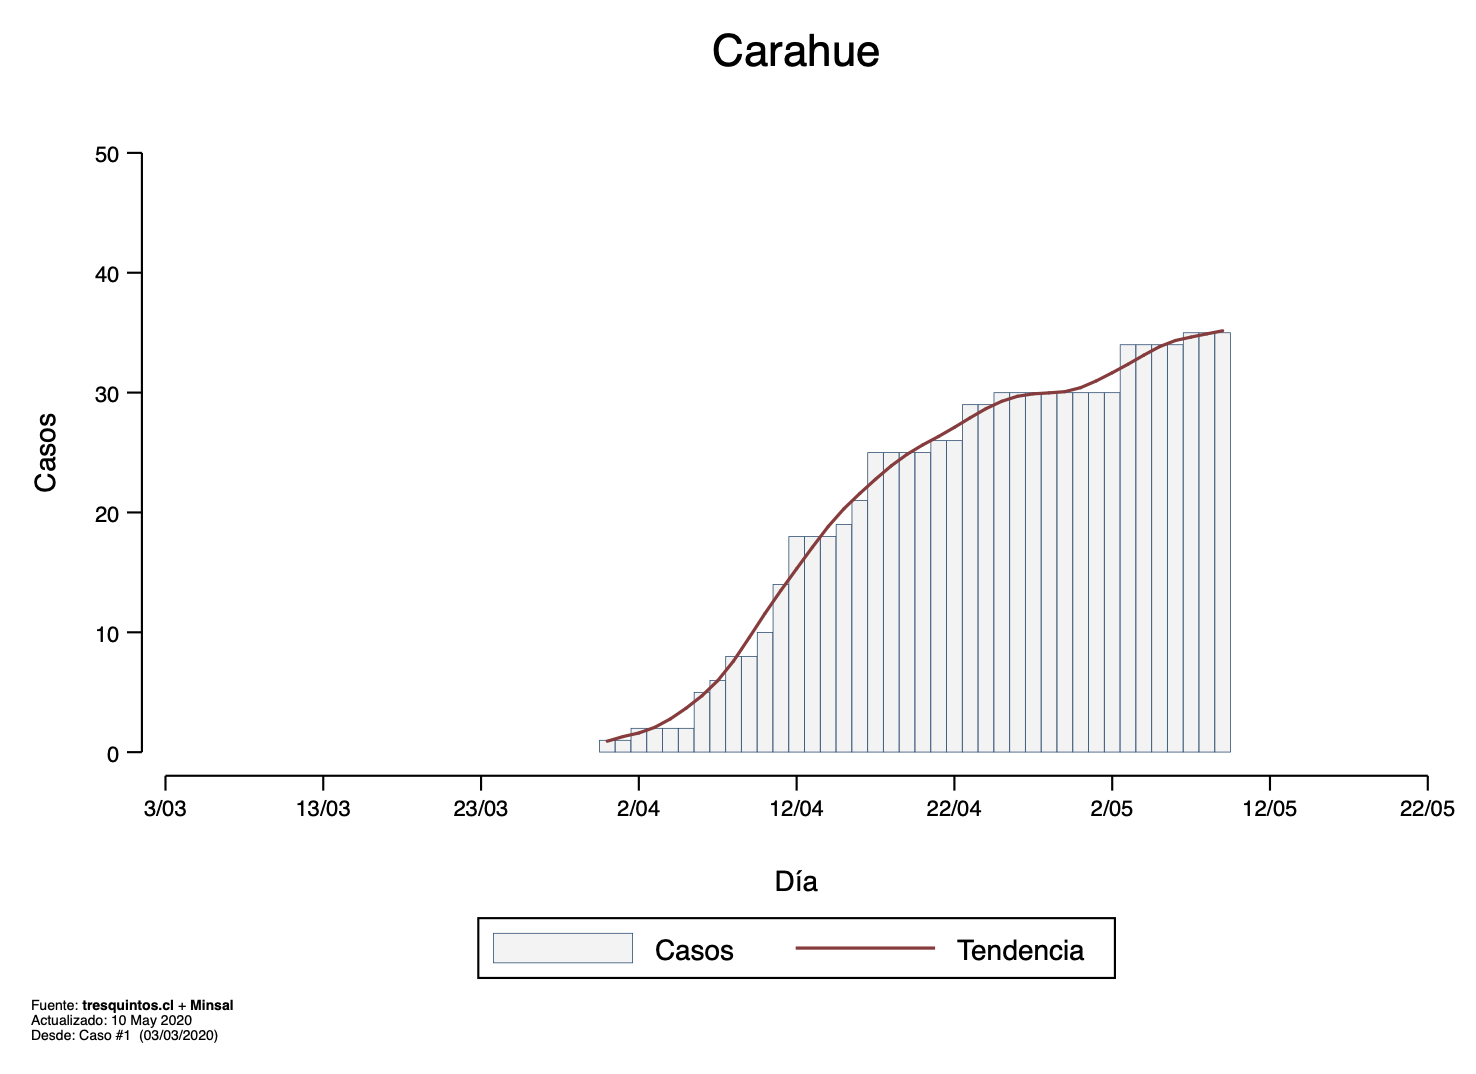 Carahue
50
40
30
20
10
0
Casos
3/03 13/03 23/03 2/04 12/04 22/04 2/05 12/05 22/05
Día
Casos Tendencia
Fuente: tresquintos.cl + Minsal
Actualizado: 10 May 2020
Desde: Caso #1 (03/03/2020)